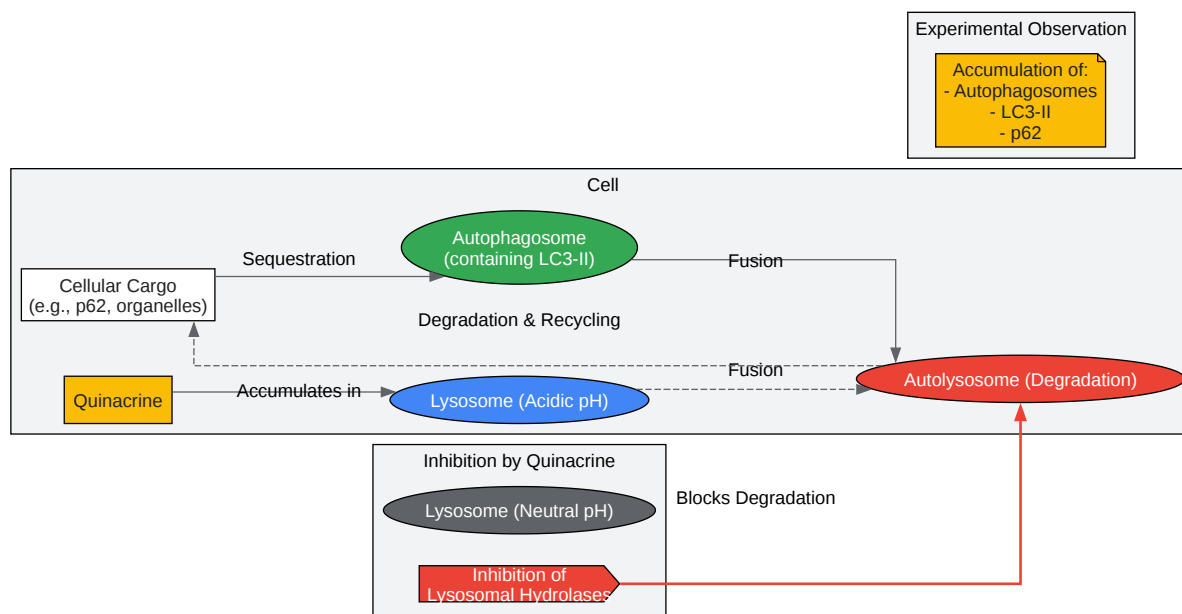 Experimental Observation
Accumulation of:
- Autophagosomes
- LC3-II
- p62
Cell
Autophagosome
(containing LC3-II)
Sequestration
Fusion
Cellular Cargo
(e.g., p62, organelles)
Degradation & Recycling
Fusion
Autolysosome (Degradation)
Quinacrine
Accumulates in
Lysosome (Acidic pH)
Inhibition by Quinacrine
Lysosome (Neutral pH)
Blocks Degradation
Inhibition of
Lysosomal Hydrolases